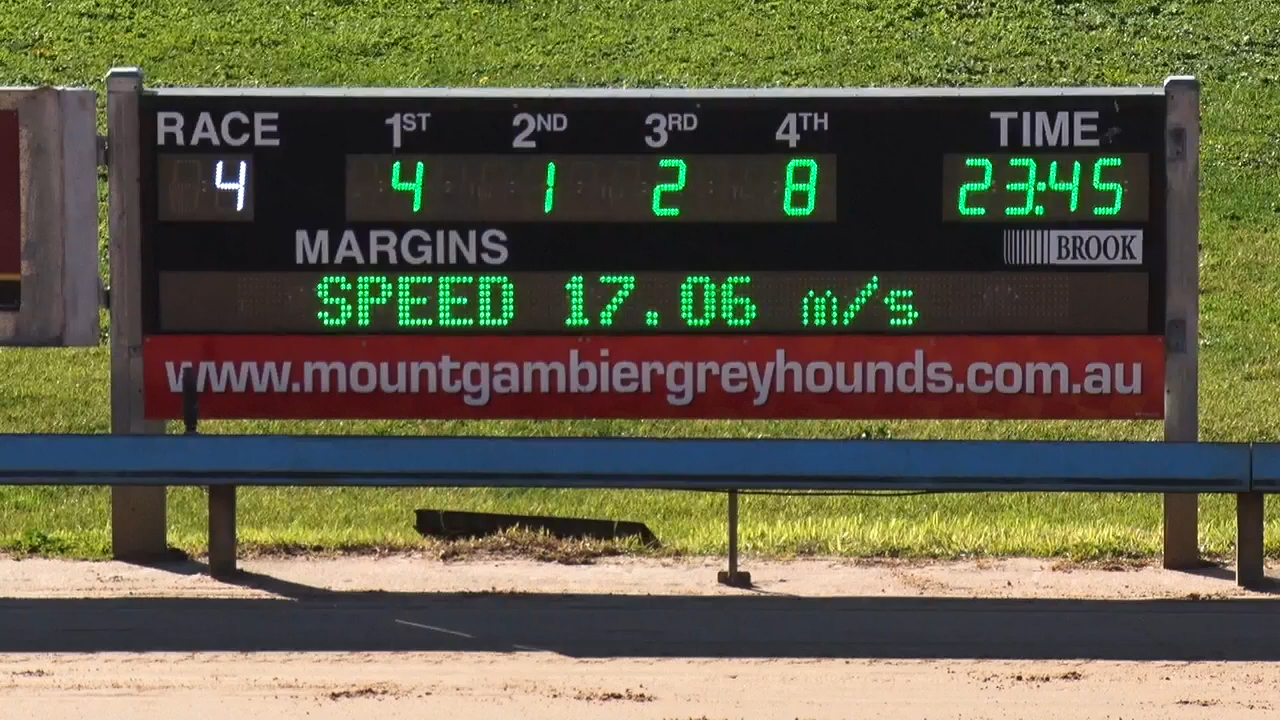 RACE 1ST 2ND 3RD 4TH TIME
4 4 1 2 8 23:45
MARGINS BROOK
SPEED 17.06 m/s
www.mountgambiergreyhounds.com.au